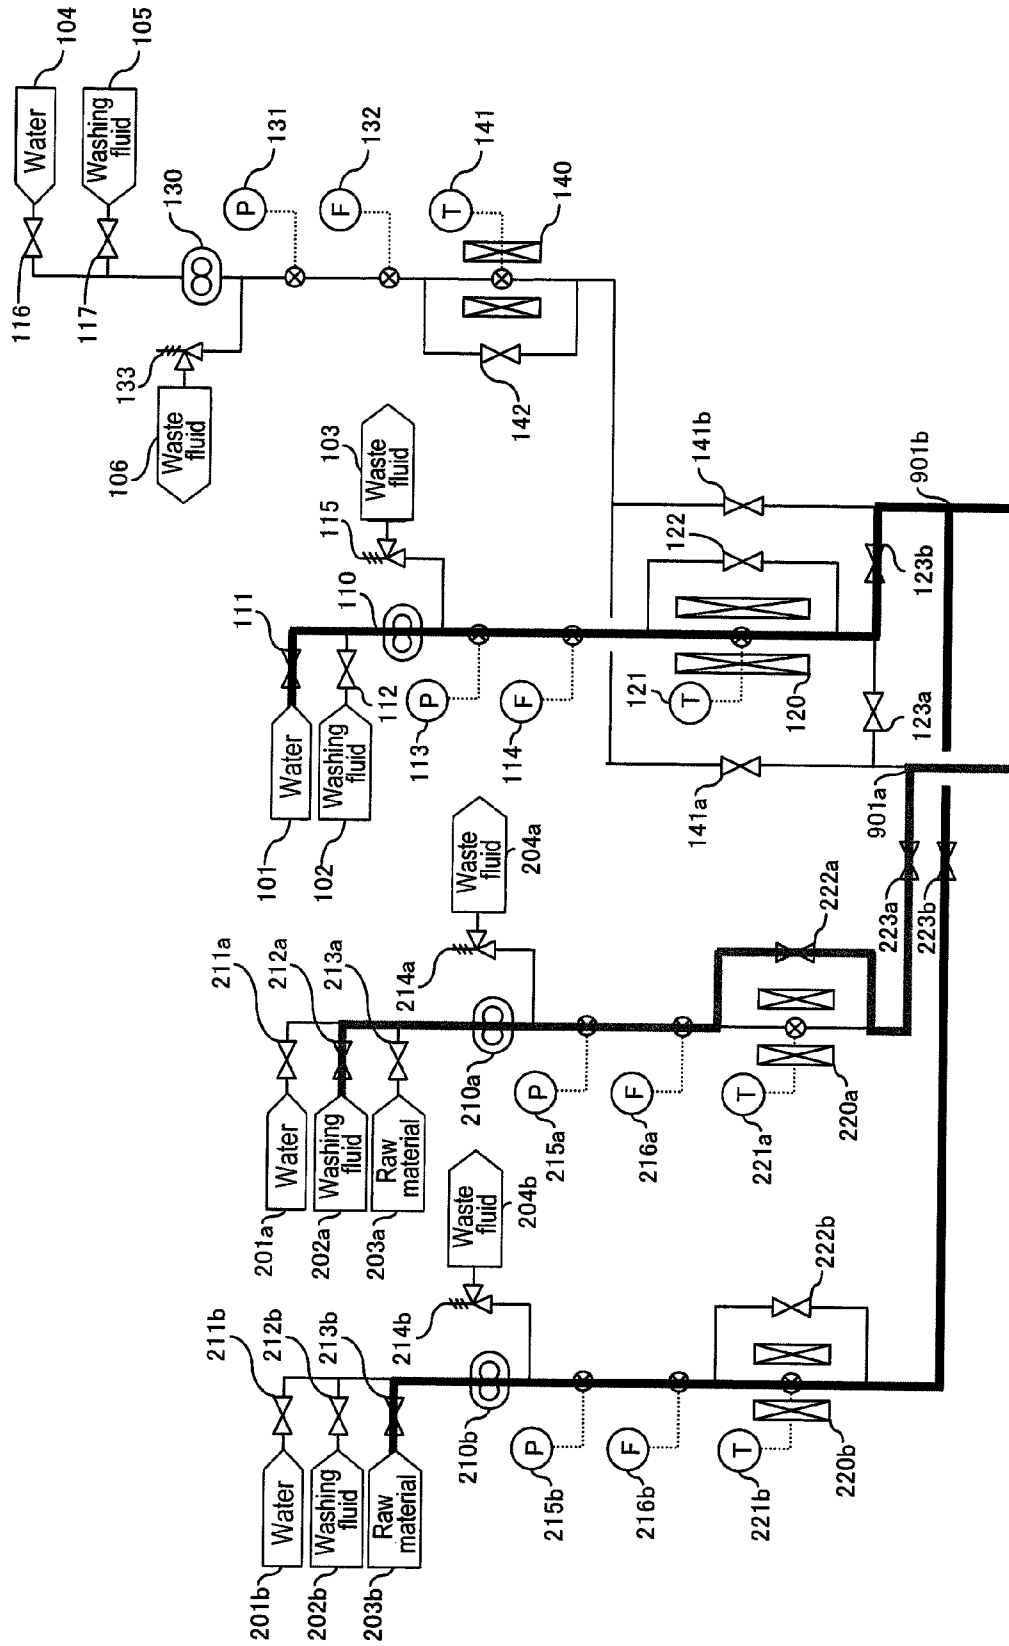 Water
104
Washing
fluid
105
116
117
130
133
Waste
fluid
106
P
131
F
132
T
141
140
142
Waste
fluid
103
115
110
111
112
Water
101
Washing
fluid
102
P
113
F
114
T
121
120
122
141b
141a
123b
123a
901b
901a
Waste
fluid
204a
214a
211a
212a
213a
Water
201a
Washing
fluid
202a
Raw
material
203a
210a
P
215a
F
216a
T
221a
220a
222a
223a
223b
Waste
fluid
204b
214b
211b
212b
213b
Water
201b
Washing
fluid
202b
Raw
material
203b
210b
P
215b
F
216b
T
221b
220b
222b